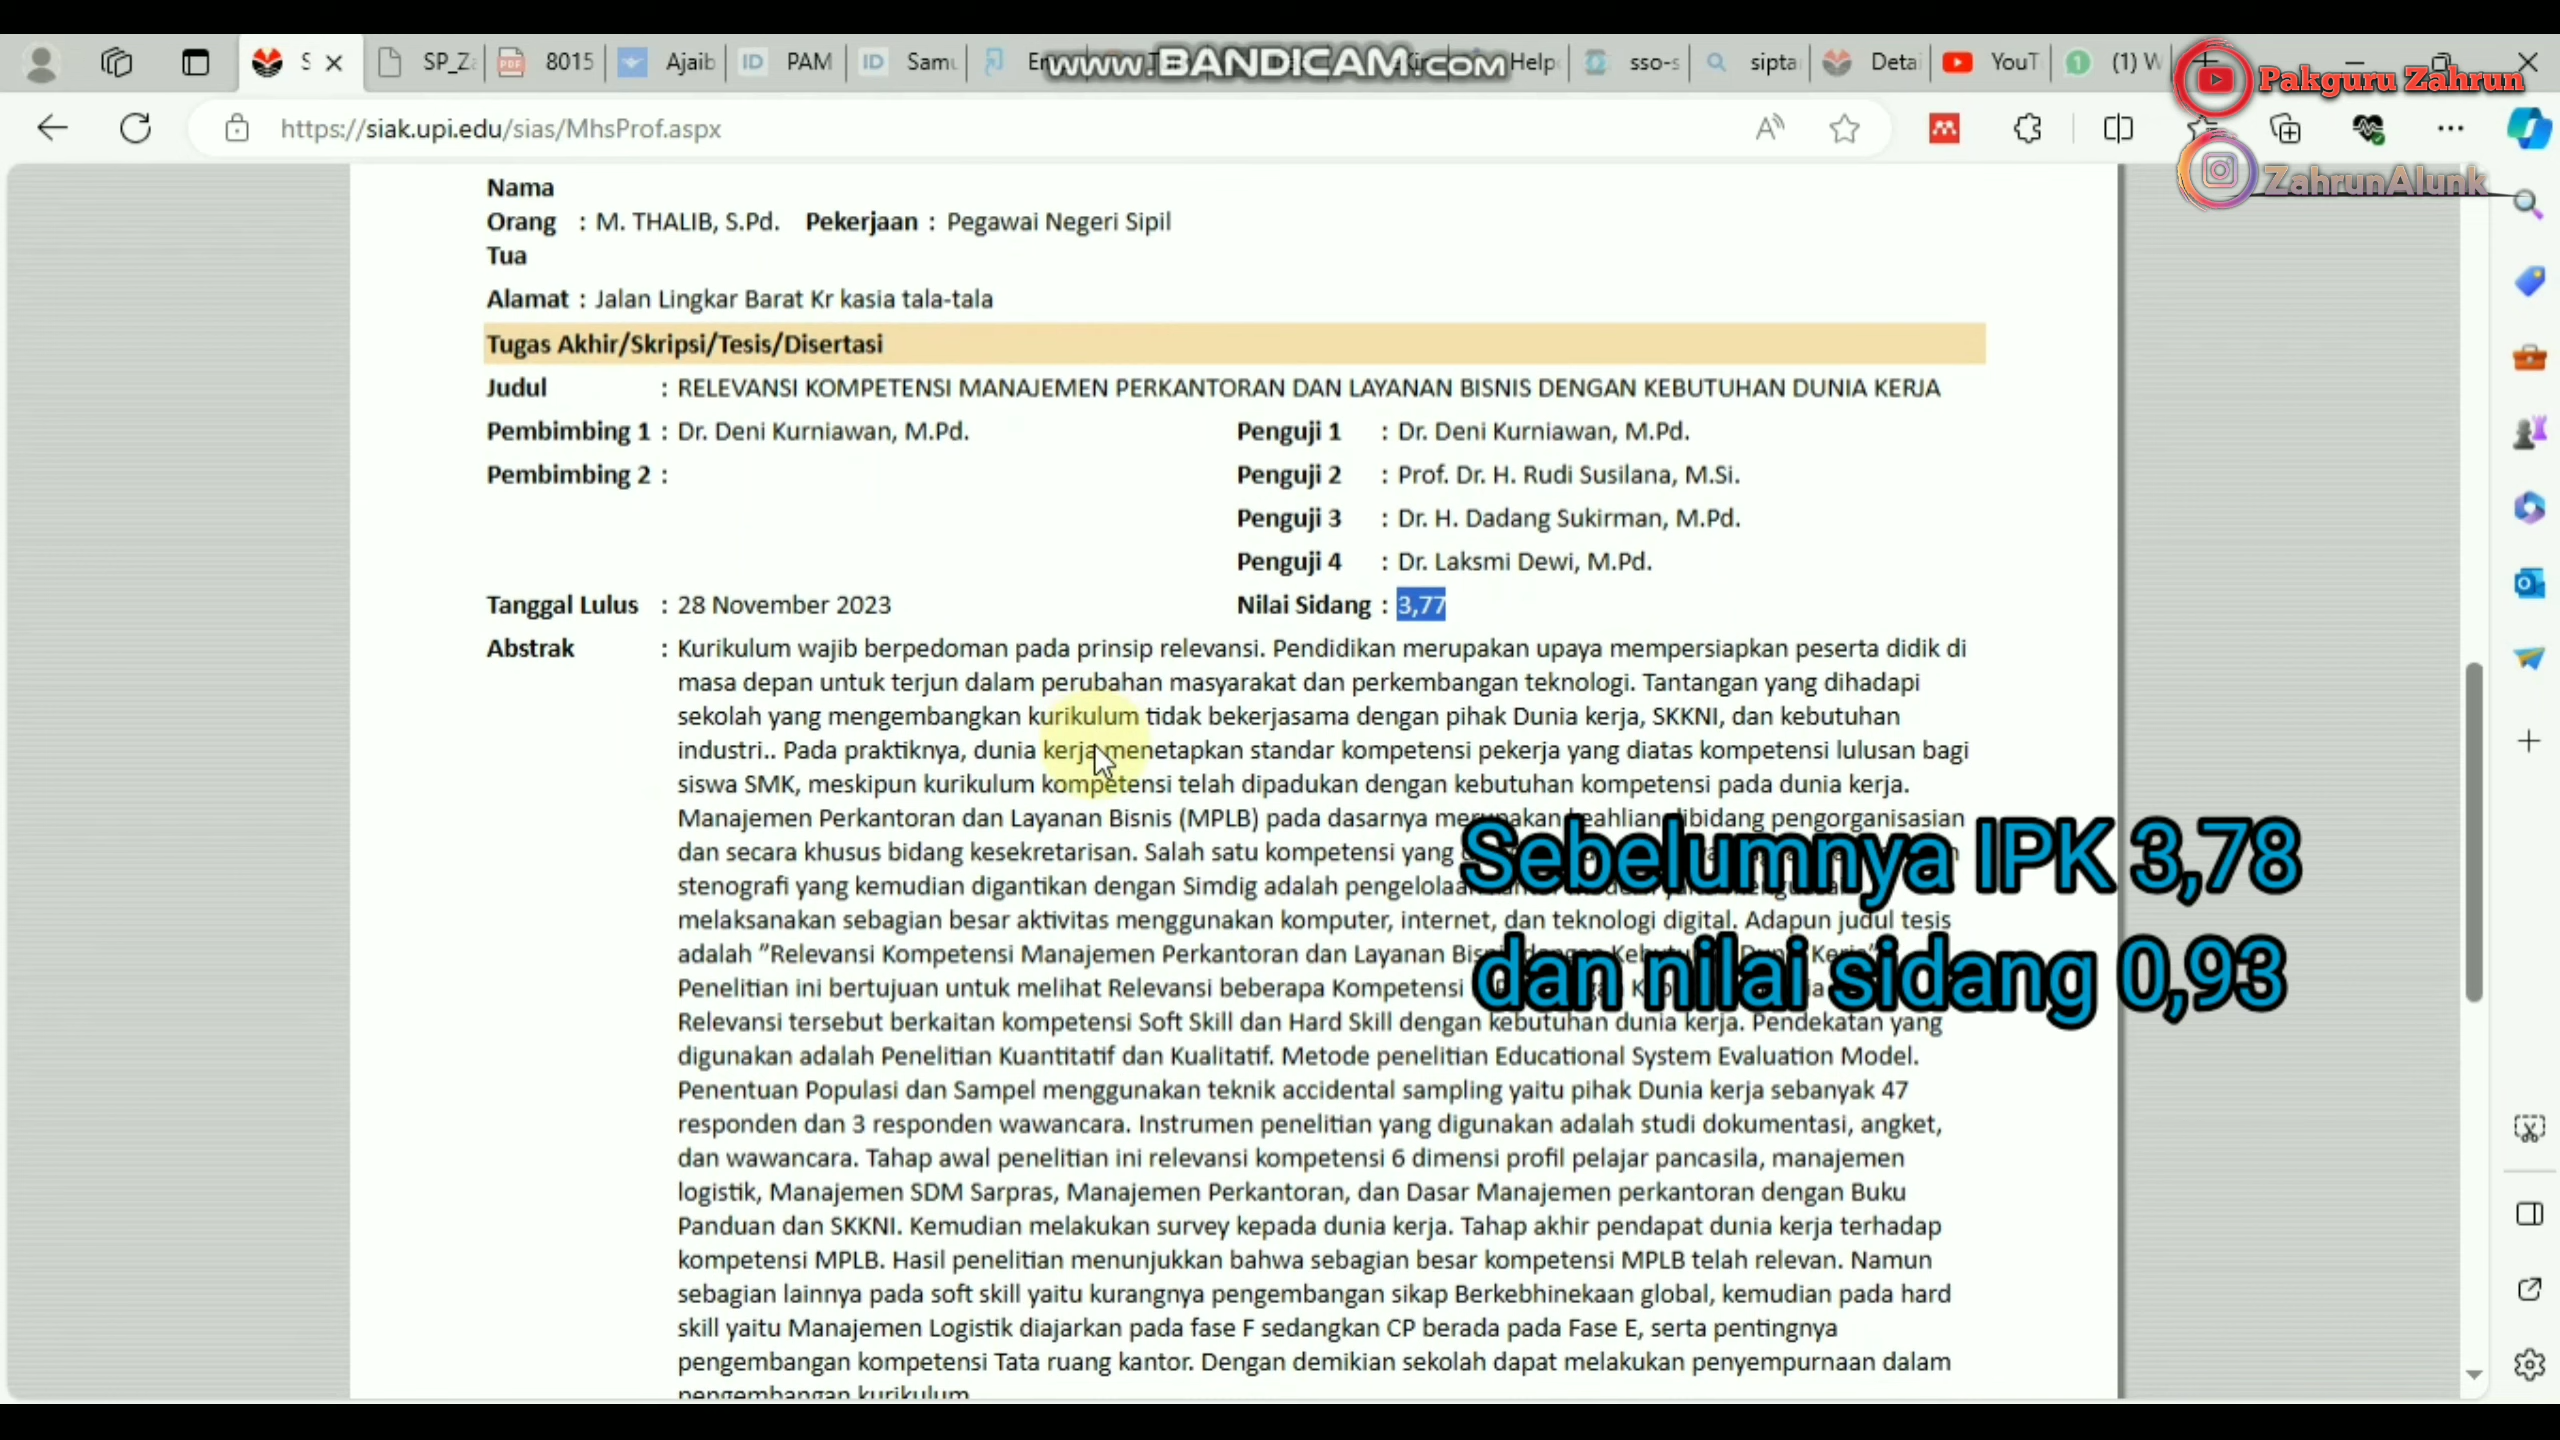 S
SP_Z
8015
Ajaib
PAM
Samu
www.BANDICAM.com
Help
sso-s
sipta
Detai
YouT
(1) W
Pakguru Zahrun
https://siak.upi.edu/sias/MhsProf.aspx
ZahrunAlunk
Nama
Orang : M. THALIB, S.Pd. Pekerjaan : Pegawai Negeri Sipil
Tua
Alamat : Jalan Lingkar Barat Kr kasia tala-tala
Tugas Akhir/Skripsi/Tesis/Disertasi
Judul : RELEVANSI KOMPETENSI MANAJEMEN PERKANTORAN DAN LAYANAN BISNIS DENGAN KEBUTUHAN DUNIA KERJA
Pembimbing 1 : Dr. Deni Kurniawan, M.Pd. Penguji 1 : Dr. Deni Kurniawan, M.Pd.
Pembimbing 2 : Penguji 2 : Prof. Dr. H. Rudi Susilana, M.Si.
Penguji 3 : Dr. H. Dadang Sukirman, M.Pd.
Penguji 4 : Dr. Laksmi Dewi, M.Pd.
Tanggal Lulus : 28 November 2023 Nilai Sidang : 3,77
Abstrak : Kurikulum wajib berpedoman pada prinsip relevansi. Pendidikan merupakan upaya mempersiapkan peserta didik di
masa depan untuk terjun dalam perubahan masyarakat dan perkembangan teknologi. Tantangan yang dihadapi
sekolah yang mengembangkan kurikulum tidak bekerjasama dengan pihak Dunia kerja, SKKNI, dan kebutuhan
industri.. Pada praktiknya, dunia kerja menetapkan standar kompetensi pekerja yang diatas kompetensi lulusan bagi
siswa SMK, meskipun kurikulum kompetensi telah dipadukan dengan kebutuhan kompetensi pada dunia kerja.
Manajemen Perkantoran dan Layanan Bisnis (MPLB) pada dasarnya merupakan keahlian dibidang pengorganisasian
dan secara khusus bidang kesekretarisan. Salah satu kompetensi yang
stenografi yang kemudian digantikan dengan Simdig adalah pengelolaan
melaksanakan sebagian besar aktivitas menggunakan komputer, internet, dan teknologi digital. Adapun judul tesis
adalah "Relevansi Kompetensi Manajemen Perkantoran dan Layanan
Penelitian ini bertujuan untuk melihat Relevansi beberapa Kompetensi
Relevansi tersebut berkaitan kompetensi Soft Skill dan Hard Skill dengan kebutuhan dunia kerja. Pendekatan yang
digunakan adalah Penelitian Kuantitatif dan Kualitatif. Metode penelitian Educational System Evaluation Model.
Penentuan Populasi dan Sampel menggunakan teknik accidental sampling yaitu pihak Dunia kerja sebanyak 47
responden dan 3 responden wawancara. Instrumen penelitian yang digunakan adalah studi dokumentasi, angket,
dan wawancara. Tahap awal penelitian ini relevansi kompetensi 6 dimensi profil pelajar pancasila, manajemen
logistik, Manajemen SDM Sarpras, Manajemen Perkantoran, dan Dasar Manajemen perkantoran dengan Buku
Panduan dan SKKNI. Kemudian melakukan survey kepada dunia kerja. Tahap akhir pendapat dunia kerja terhadap
kompetensi MPLB. Hasil penelitian menunjukkan bahwa sebagian besar kompetensi MPLB telah relevan. Namun
sebagian lainnya pada soft skill yaitu kurangnya pengembangan sikap Berkebhinekaan global, kemudian pada hard
skill yaitu Manajemen Logistik diajarkan pada fase F sedangkan CP berada pada Fase E, serta pentingnya
pengembangan kompetensi Tata ruang kantor. Dengan demikian sekolah dapat melakukan penyempurnaan dalam
pengembangan kurikulum
Sebelumnya IPK 3,78
dan nilai sidang 0,93